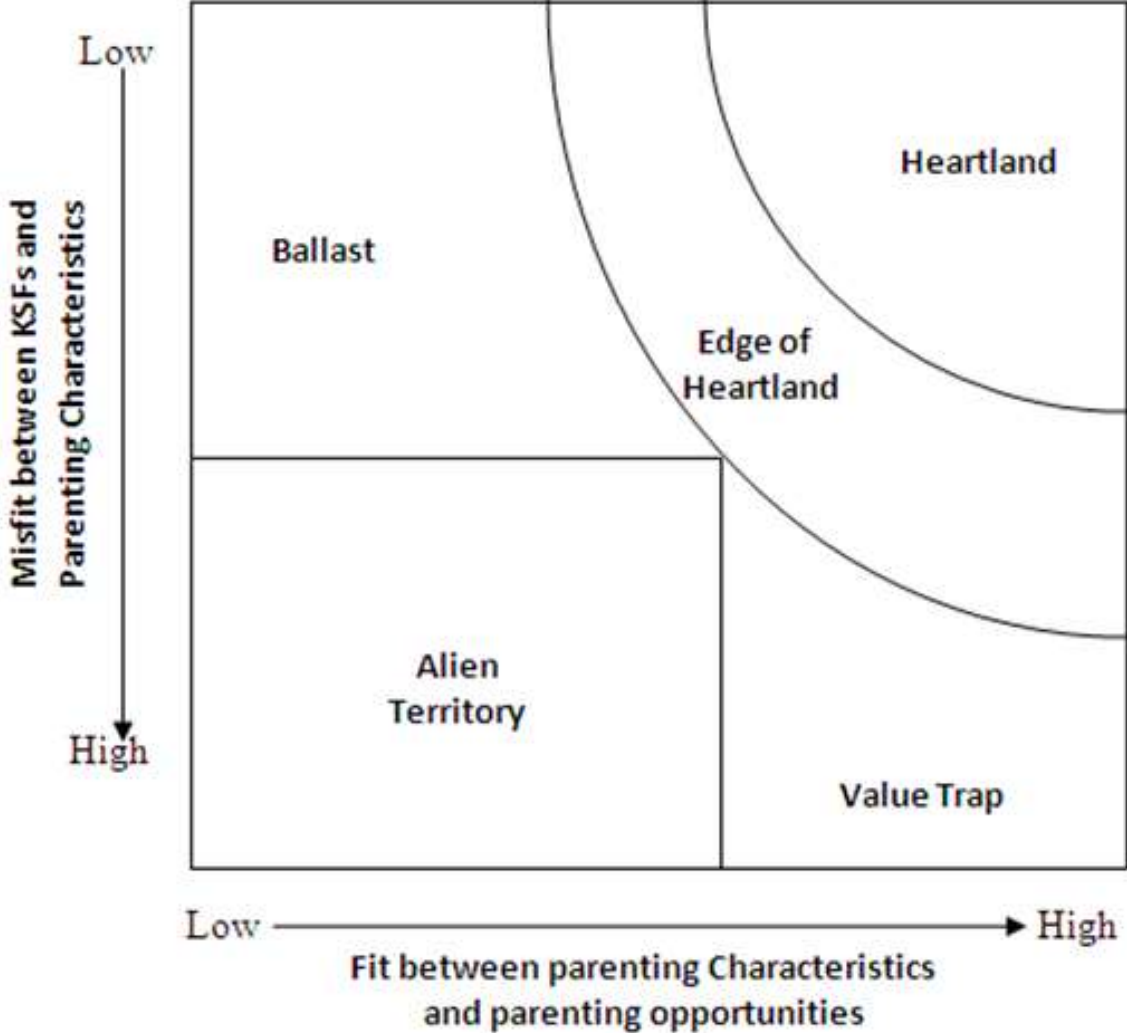 Low
Heartland
Misfit between KSFs and
Parenting Characteristics
Ballast
Edge of
Heartland
Alien
Territory
High
Value Trap
Low
High
Fit between parenting Characteristics
and parenting opportunities